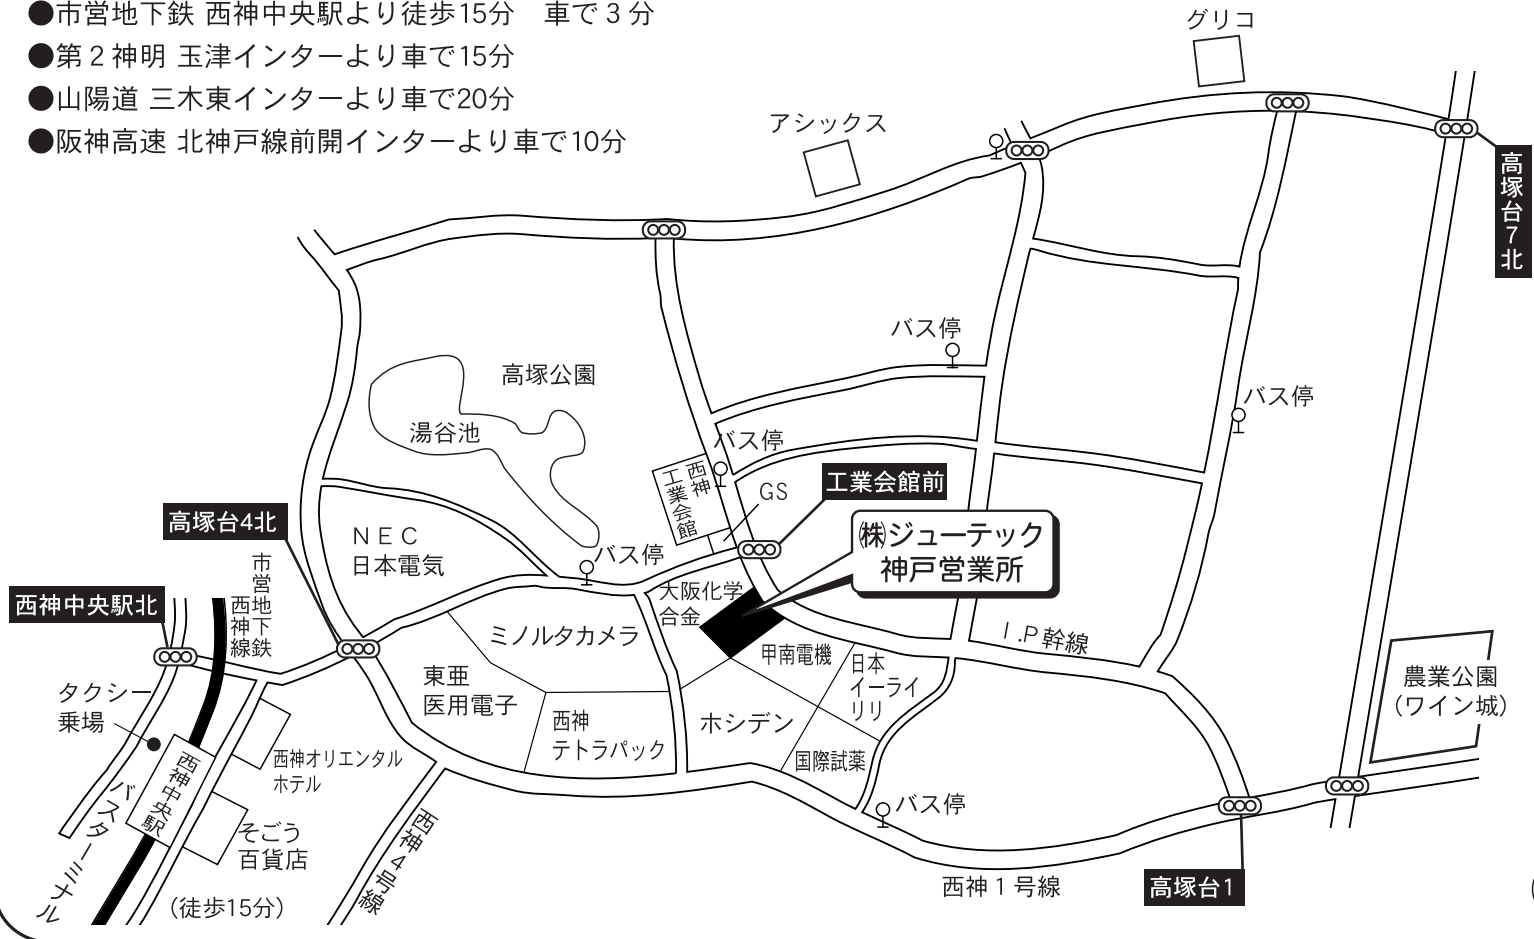 ●市営地下鉄 西神中央駅より徒歩15分　車で３分
●第２神明 玉津インターより車で15分
●山陽道 三木東インターより車で20分
●阪神高速 北神戸線前開インターより車で10分
グリコ
アシックス
高塚台7北
バス停
高塚公園
バス停
湯谷池
バス停
西神
工業会館
GS
工業会館前
高塚台4北
㈱ジューテック
神戸営業所
ＮＥＣ
日本電気
バス停
市営地下鉄
西神線
大阪化学
合金
西神中央駅北
ミノルタカメラ
Ｉ.Ｐ幹線
甲南電機
日本
イーライ
リリ
東亜
医用電子
農業公園
（ワイン城）
タクシー
乗場
西神
テトラパック
ホシデン
国際試薬
西神オリエンタル
ホテル
西神中央駅
バスターミナル
バス停
そごう
百貨店
西神４号線
西神１号線
高塚台1
（徒歩15分）